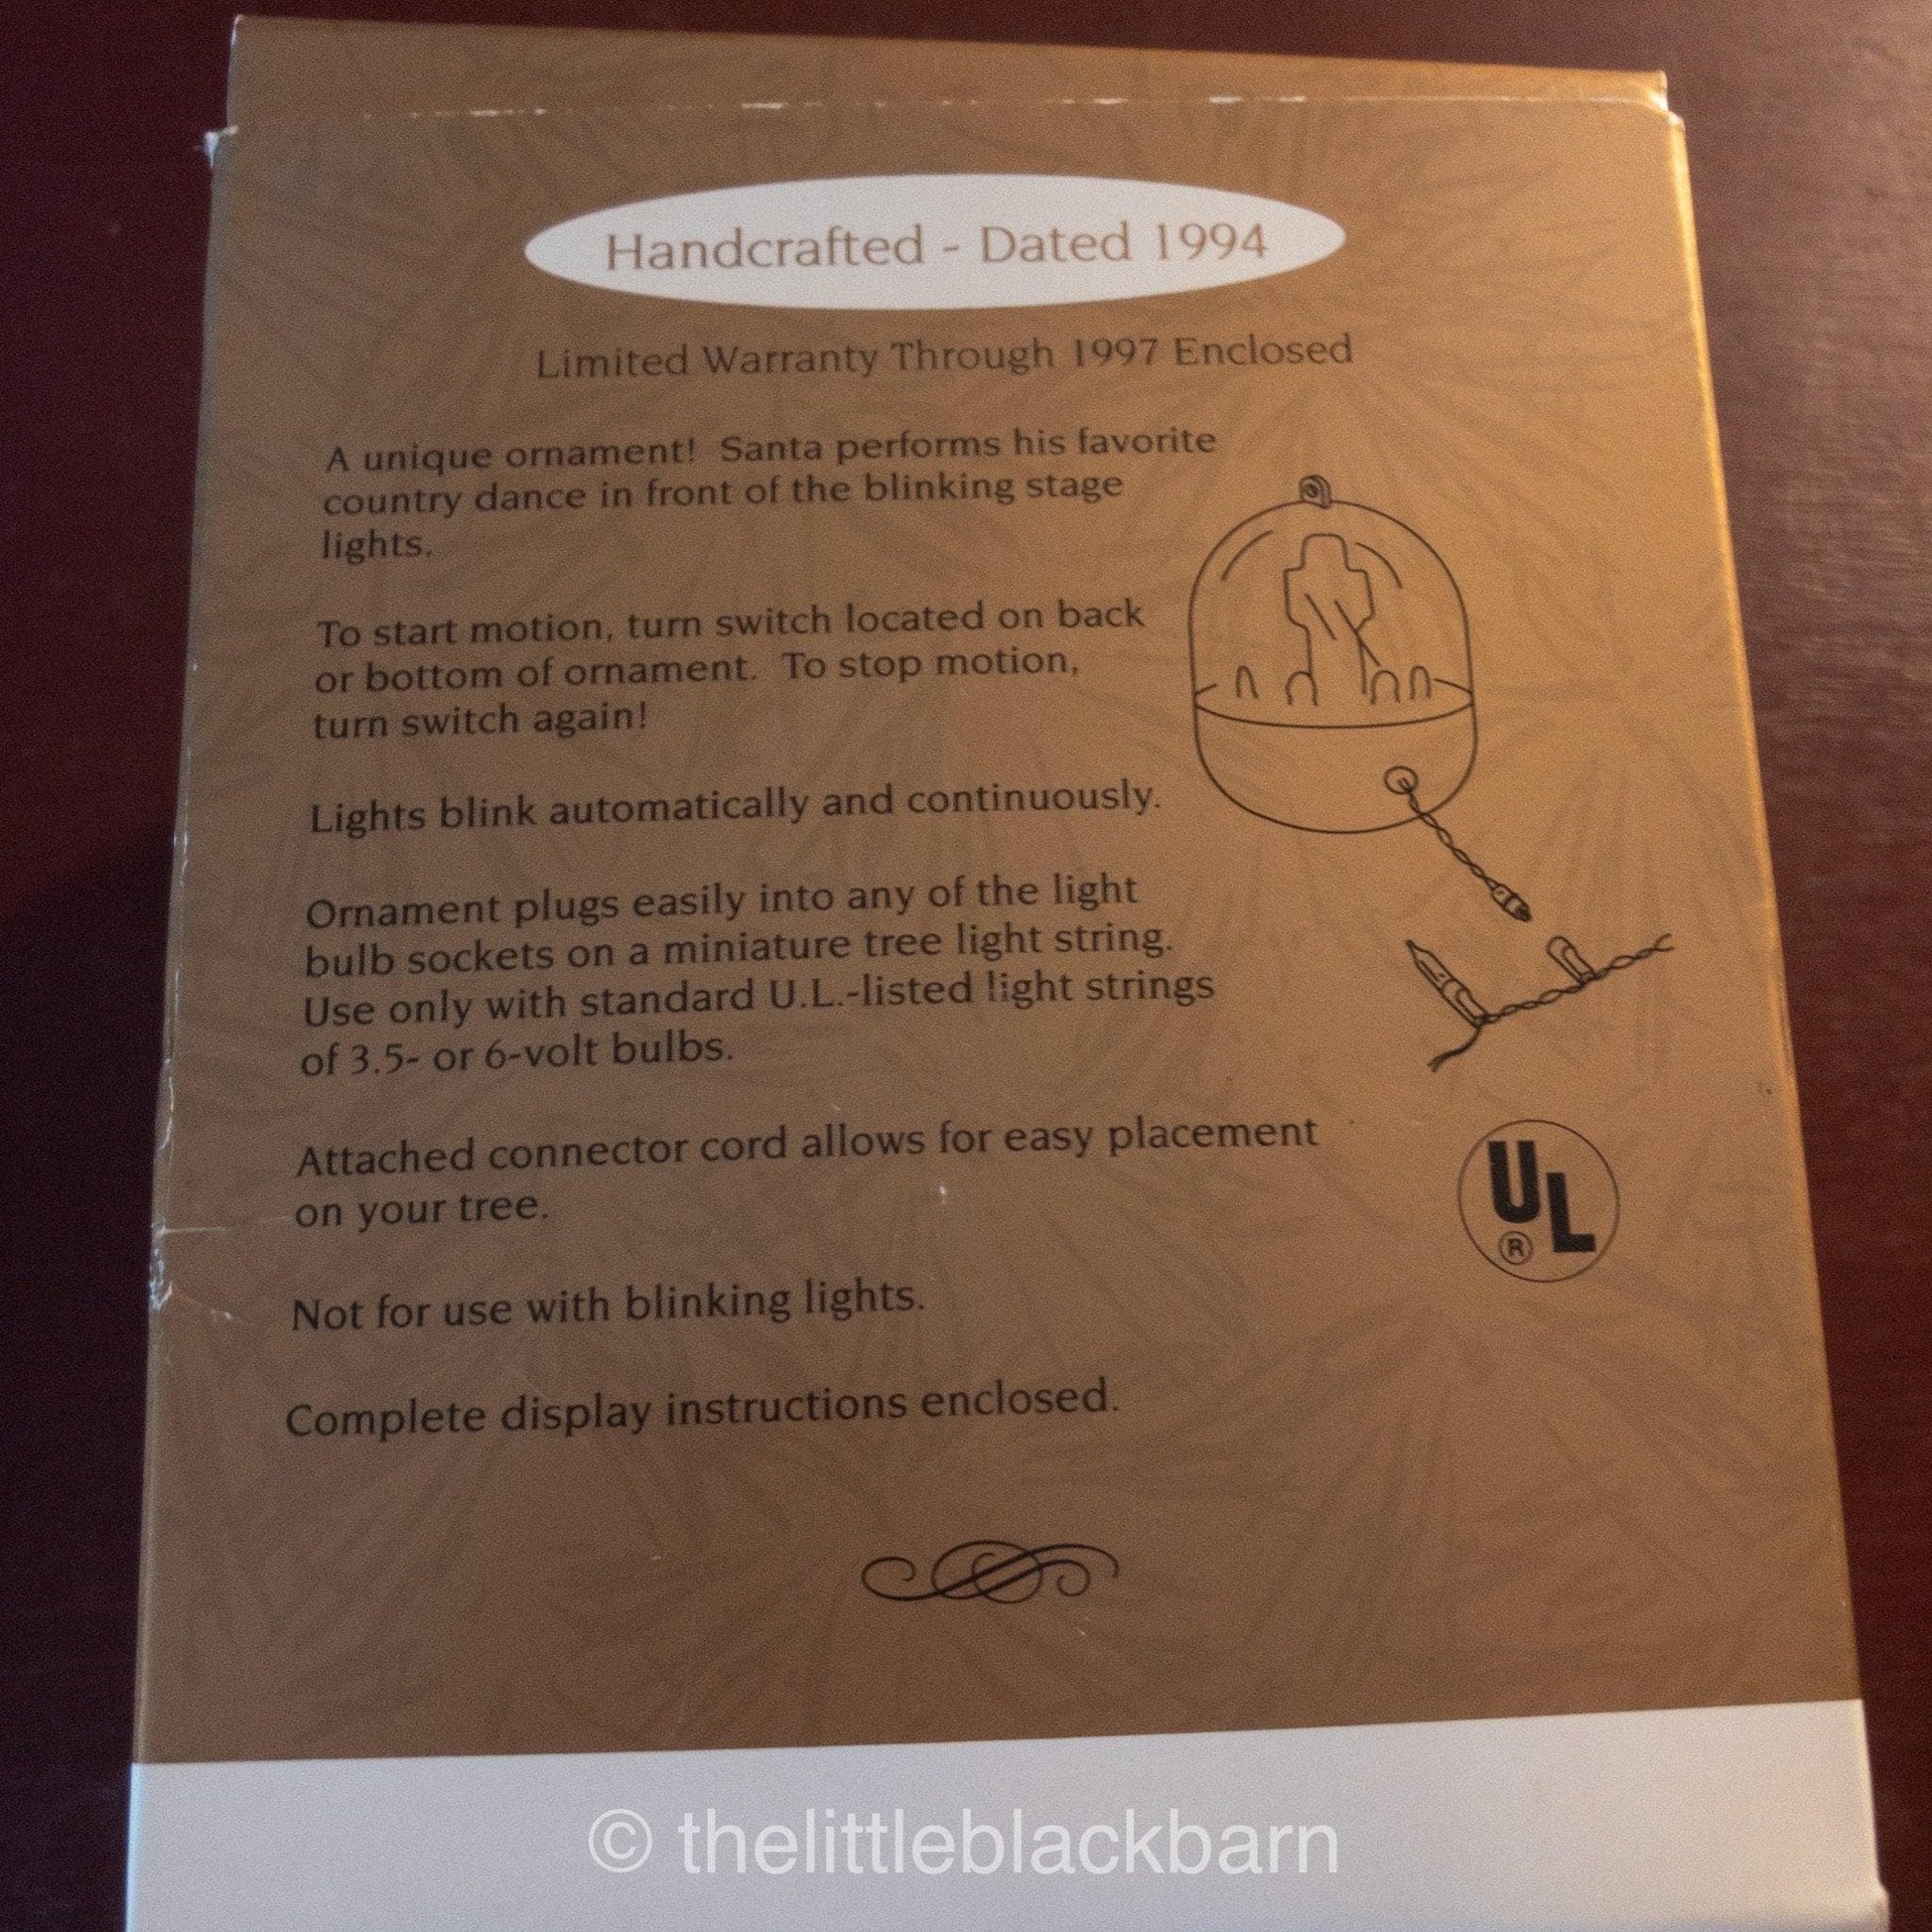 Handcrafted - Dated 1994
Limited Warranty Through 1997 Enclosed
A unique ornament! Santa performs his favorite
country dance in front of the blinking stage
lights.
To start motion, turn switch located on back
or bottom of ornament. To stop motion,
turn switch again!
Lights blink automatically and continuously.
Ornament plugs easily into any of the light
bulb sockets on a miniature tree light string.
Use only with standard U.L.-listed light strings
of 3.5- or 6-volt bulbs.
Attached connector cord allows for easy placement
on your tree.
UL
®
Not for use with blinking lights.
Complete display instructions enclosed.
© thelittleblackbarn